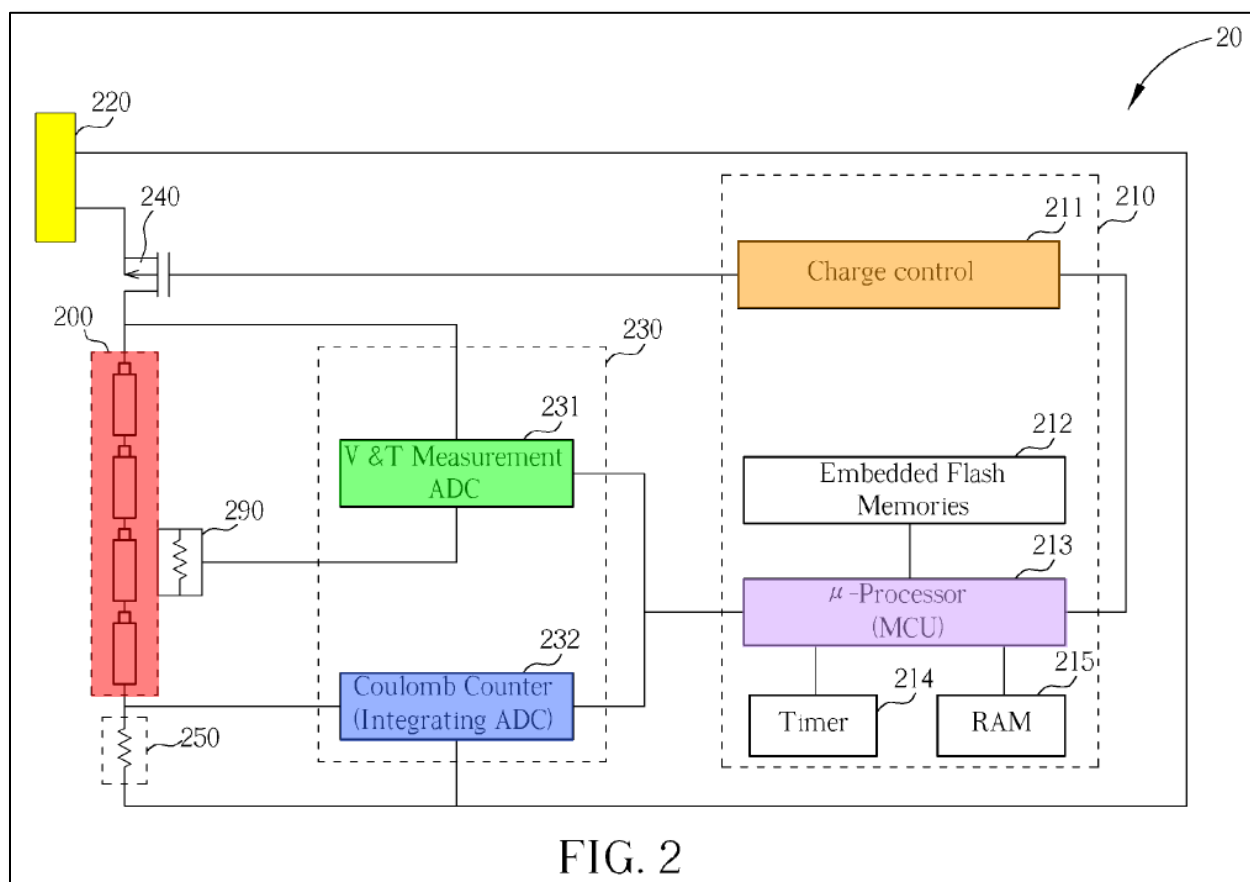 20
220
240
210
211
Charge control
200
230
231
V &T Measurement
ADC
212
Embedded Flash
Memories
290
213
μ-Processor
(MCU)
232
Coulomb Counter
(Integrating ADC)
214
215
Timer
RAM
250
FIG. 2